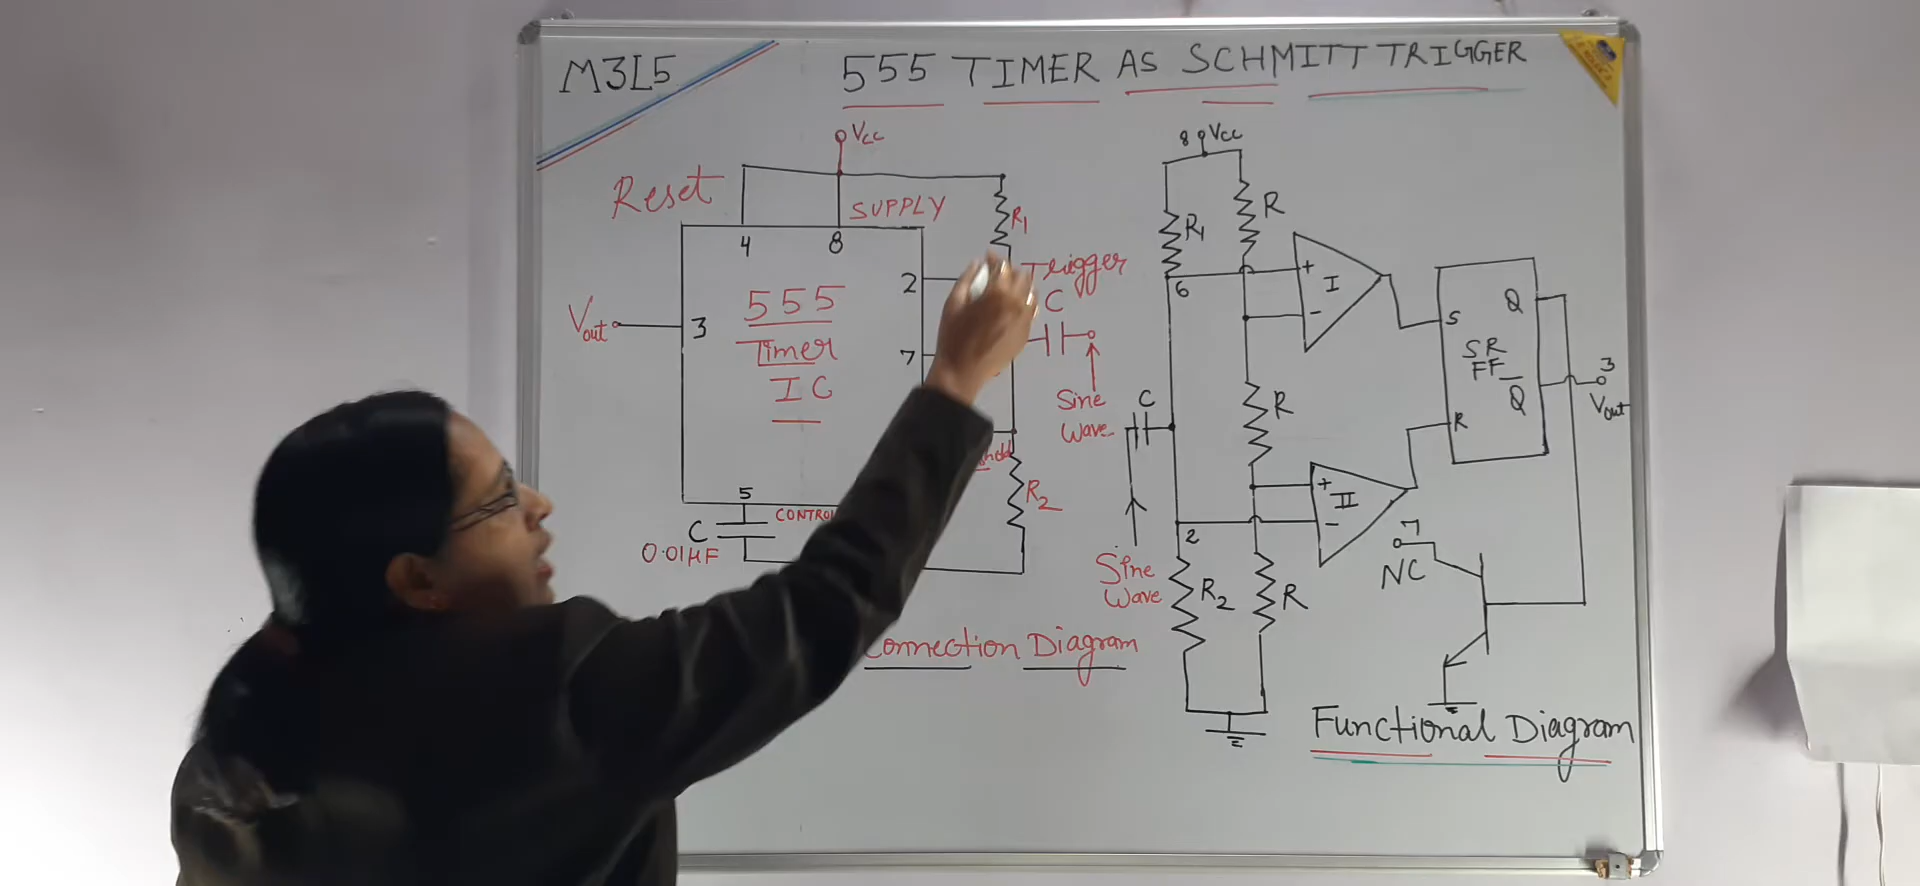 M3L5
555 TIMER AS SCHMITT TRIGGER
Vcc
Reset
SUPPLY
R1
4
8
2
Trigger
C
555
Timer
IC
Vout
3
7
Sine
Wave
R2
5
C
0.01μF
Connection Diagram
8 Vcc
R1
R
6
+
I
-
S
Q
SR
FF
Q̅
3
Vout
R
C
R
+
II
-
2
Sine
Wave
R2
R
7
NC
Functional Diagram